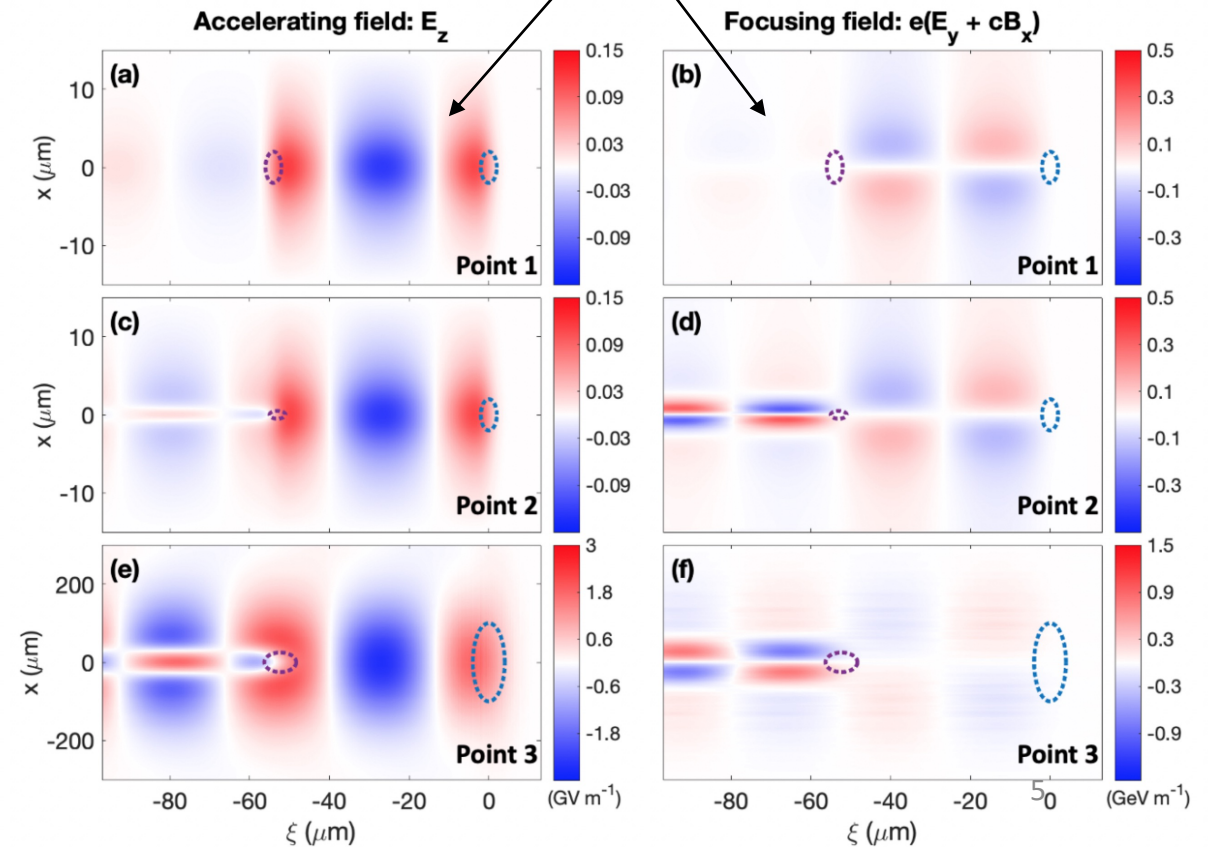 Accelerating field: E_z
Focusing field: e(E_y + cB_x)
(a)
10
0
-10
x (μm)
Point 1
0.15
0.09
0.03
-0.03
-0.09
(b)
Point 1
0.5
0.3
0.1
-0.1
-0.3
(c)
10
0
-10
x (μm)
Point 2
0.15
0.09
0.03
-0.03
-0.09
(d)
Point 2
0.5
0.3
0.1
-0.1
-0.3
(e)
200
0
-200
x (μm)
Point 3
3
1.8
0.6
-0.6
-1.8
(GV m⁻¹)
-80 -60 -40 -20 0
ξ (μm)
(f)
Point 3
1.5
0.9
0.3
-0.3
-0.9
(GeV m⁻¹)
5
-80 -60 -40 -20 0
ξ (μm)